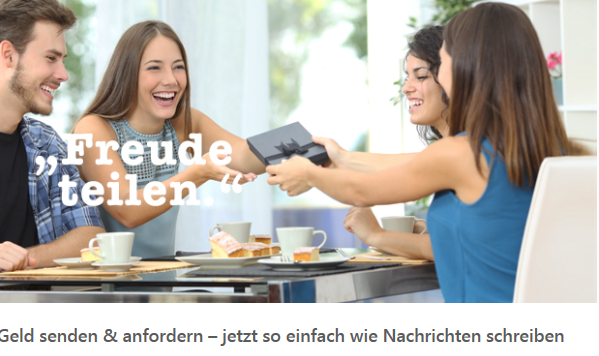 „Freude
teilen.“
Geld senden & anfordern – jetzt so einfach wie Nachrichten schreiben